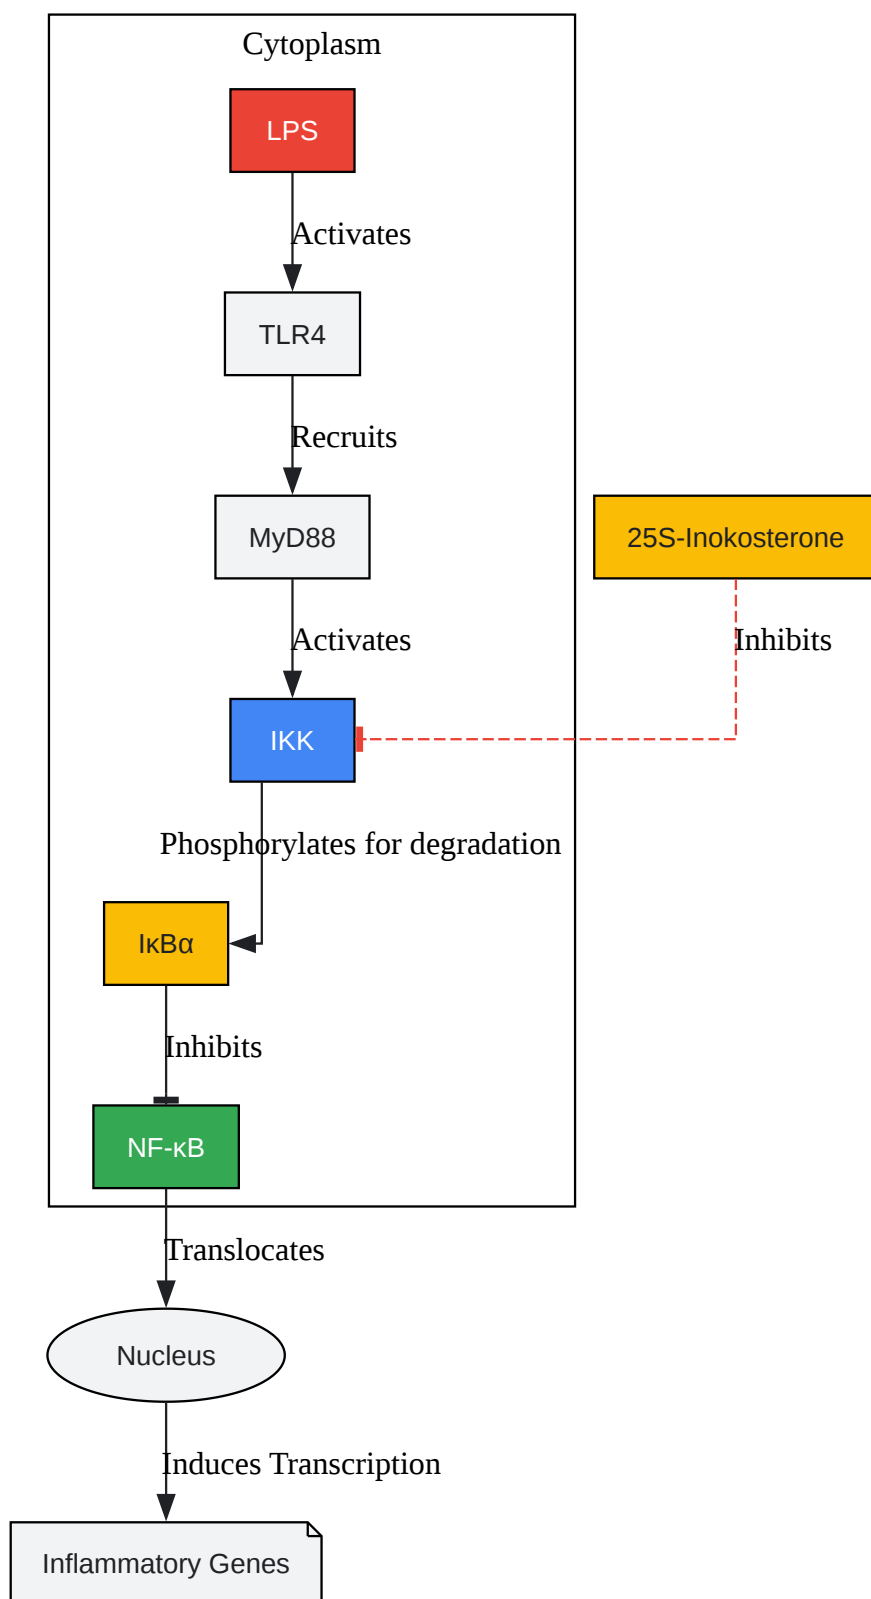 Cytoplasm
LPS
Activates
TLR4
Recruits
MyD88
25S-Inokosterone
Activates
Inhibits
IKK
Phosphorylates for degradation
IκBα
Inhibits
NF-κB
Translocates
Nucleus
Induces Transcription
Inflammatory Genes